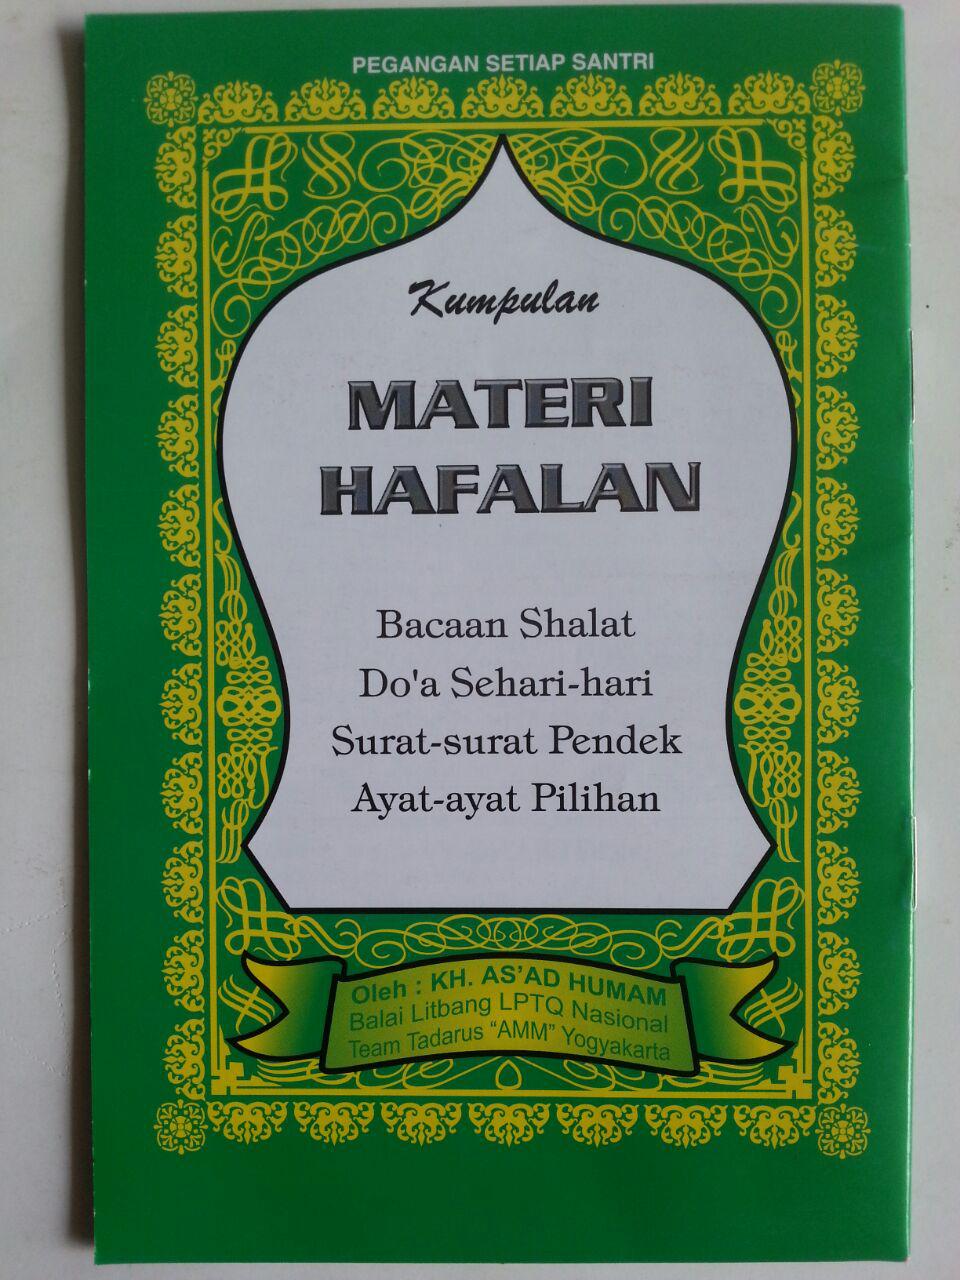 PEGANGAN SETIAP SANTRI
Kumpulan
MATERI
HAFALAN
Bacaan Shalat
Do'a Sehari-hari
Surat-surat Pendek
Ayat-ayat Pilihan
Oleh : KH. AS'AD HUMAM
Balai Litbang LPTQ Nasional
Team Tadarus “AMM” Yogyakarta